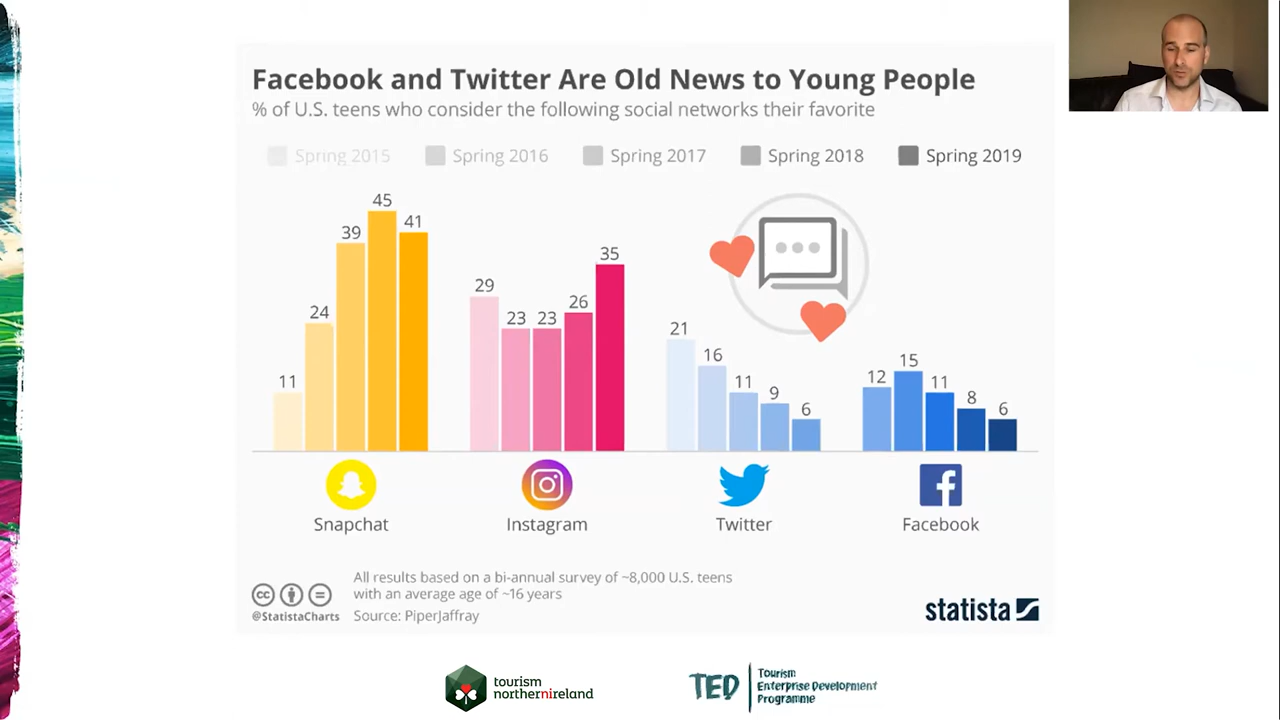 Facebook and Twitter Are Old News to Young People
% of U.S. teens who consider the following social networks their favorite
Spring 2015 Spring 2016 Spring 2017 Spring 2018 Spring 2019
11 24 39 45 41
29 23 23 26 35
21 16 11 9 6
12 15 11 8 6
Snapchat Instagram Twitter Facebook
All results based on a bi-annual survey of ~8,000 U.S. teens
with an average age of ~16 years
Source: PiperJaffray
cc
@StatistaCharts
statista
tourism
northernireland
TED
Tourism
Enterprise Development
Programme